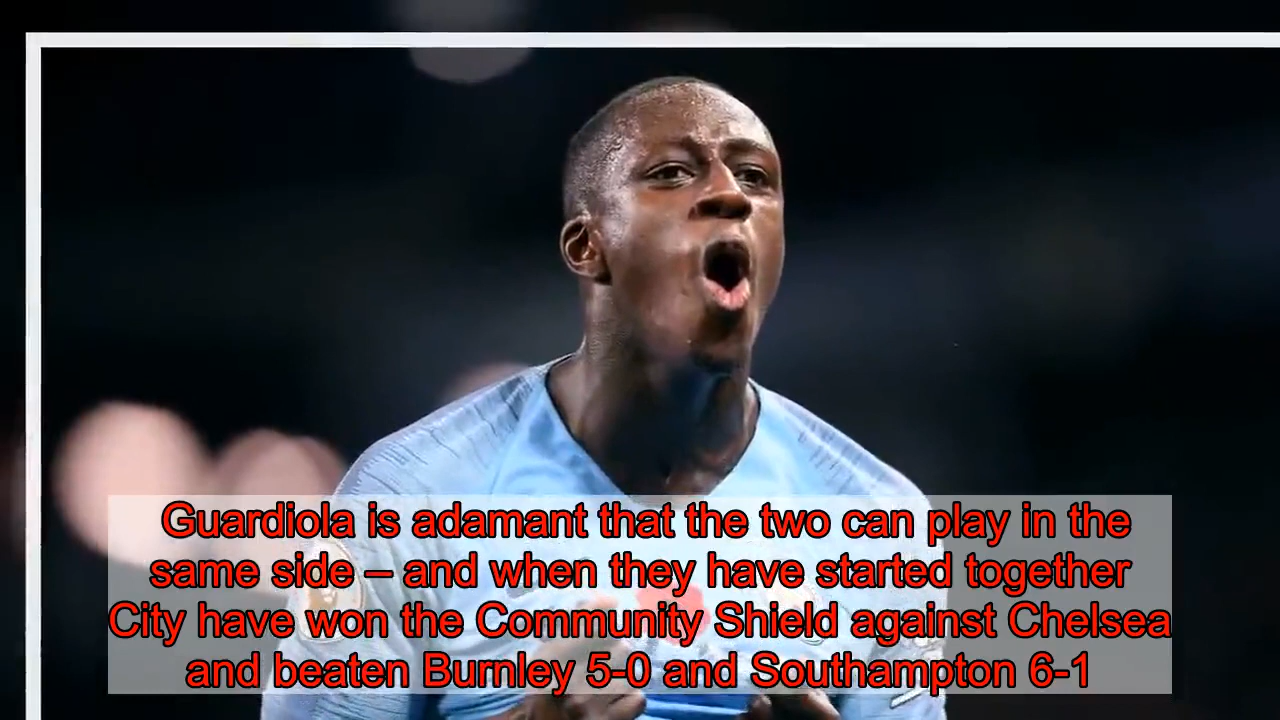 Guardiola is adamant that the two can play in the
same side – and when they have started together
City have won the Community Shield against Chelsea
and beaten Burnley 5-0 and Southampton 6-1